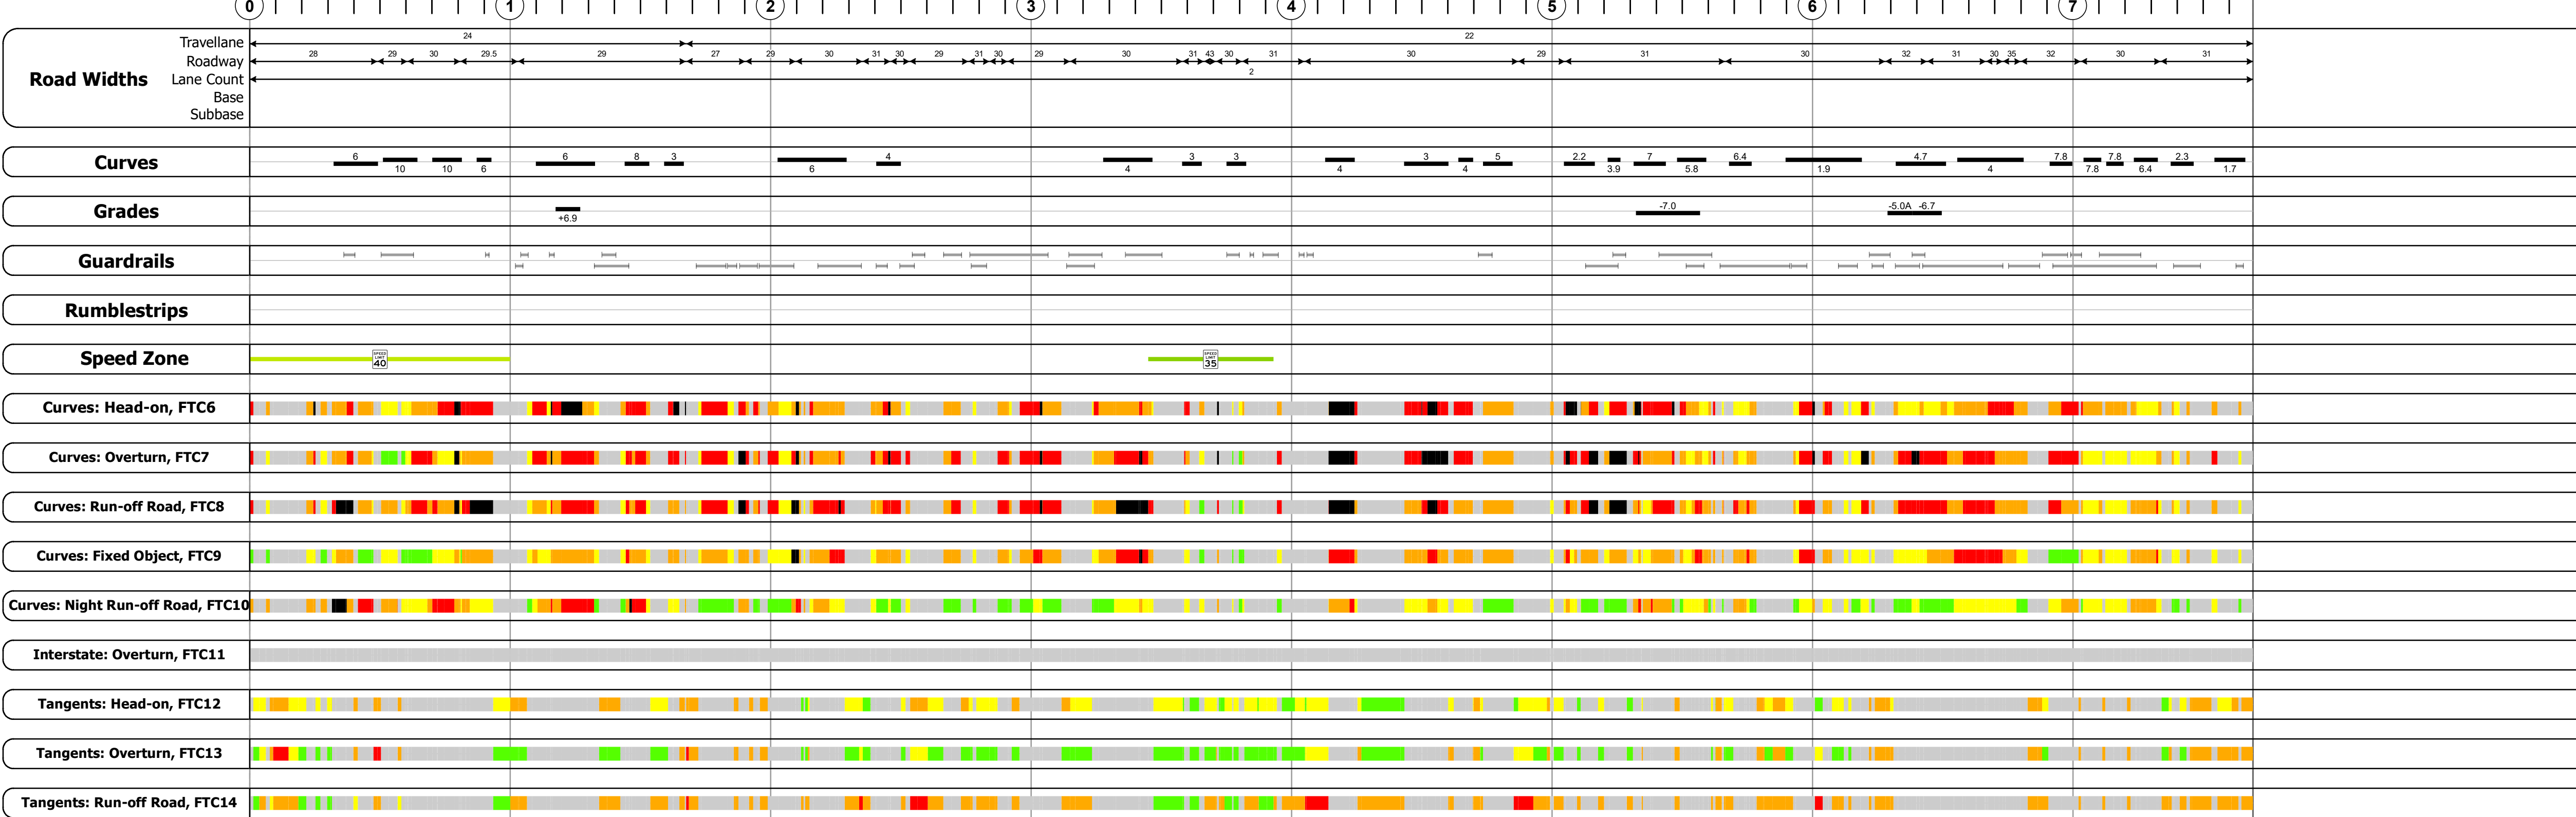 0 1 2 3 4 5 6 7
Road Widths
Travellane 24 22
Roadway 28 29 30 29.5 29 27 29 30 31 30 29 31 30 29 30 31 43 30 31 30 29 31 30 32 31 30 35 32 30 31
Lane Count 2
Base
Subbase
Curves
6 6 8 3 4 3 3 3 5 2.2 7 6.4 4.7 7.8 7.8 2.3
10 10 6 6 4 4 4 3.9 5.8 1.9 4 7.8 6.4 1.7
Grades
-7.0 -5.0A -6.7
+6.9
Guardrails
Rumblestrips
Speed Zone
SPEED LIMIT 40
SPEED LIMIT 35
Curves: Head-on, FTC6
Curves: Overturn, FTC7
Curves: Run-off Road, FTC8
Curves: Fixed Object, FTC9
Curves: Night Run-off Road, FTC10
Interstate: Overturn, FTC11
Tangents: Head-on, FTC12
Tangents: Overturn, FTC13
Tangents: Run-off Road, FTC14